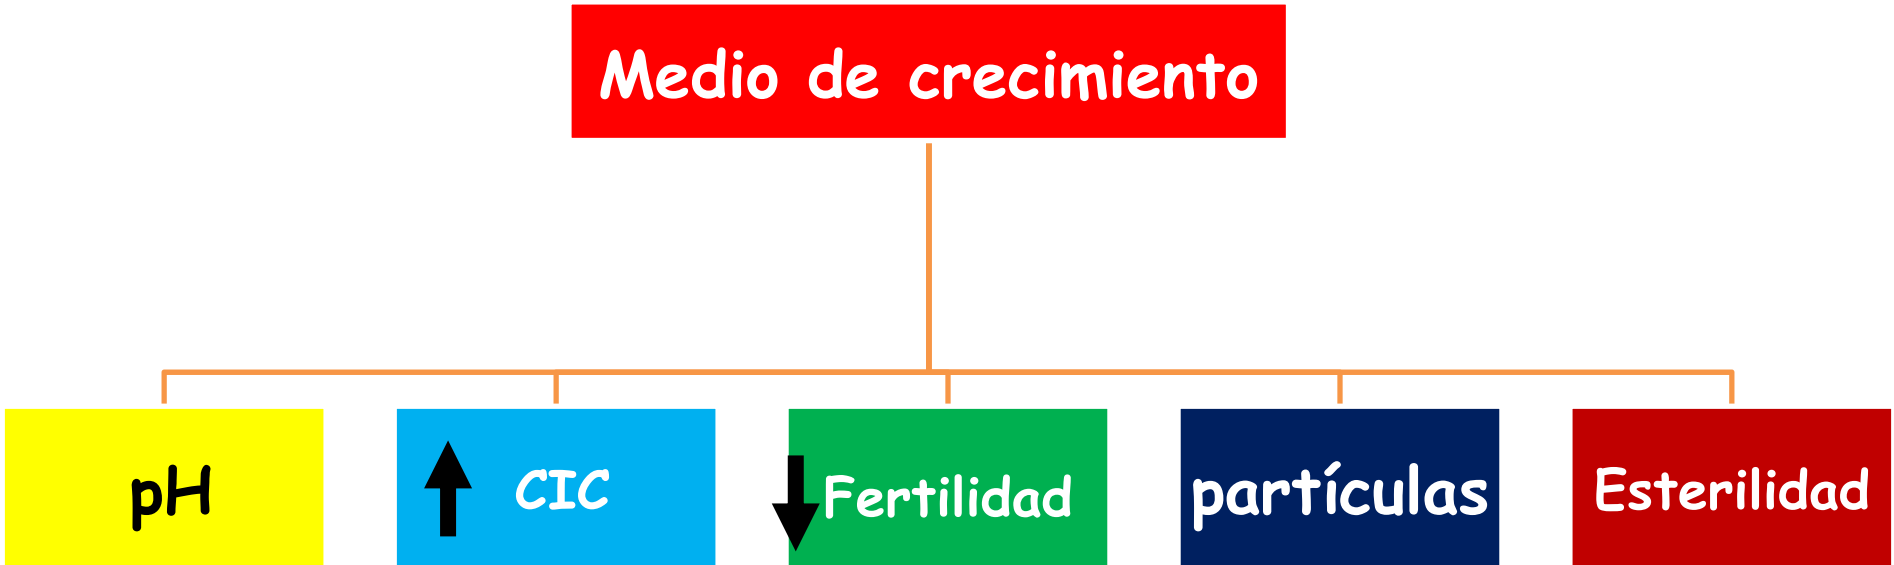 Medio de crecimiento
pH
CIC
Fertilidad
partículas
Esterilidad